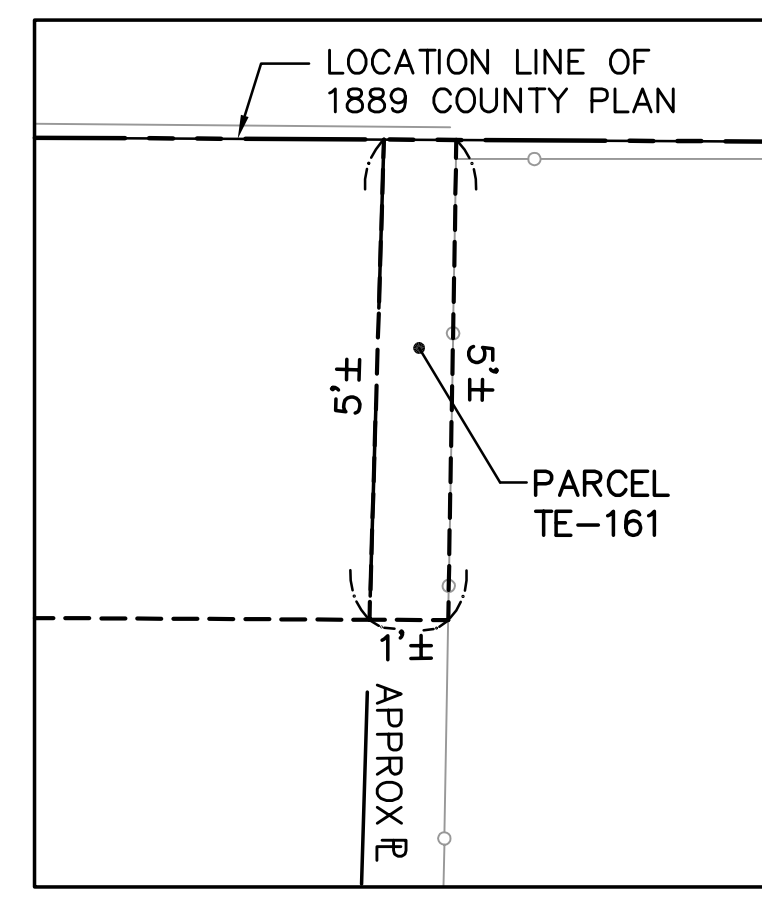 LOCATION LINE OF
1889 COUNTY PLAN
5'±
5'±
PARCEL
TE-161
1'±
APPROX ⅊